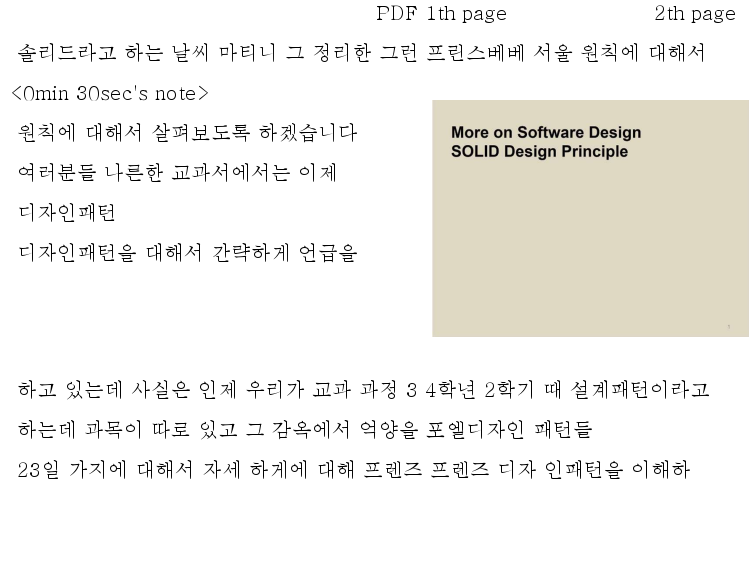 PDF 1th page 2th page
솔리드라고 하는 날씨 마티니 그 정리한 그런 프린스베베 서울 원칙에 대해서
<0min 30sec's note>
원칙에 대해서 살펴보도록 하겠습니다
여러분들 나른한 교과서에서는 이제
디자인패턴
디자인패턴을 대해서 간략하게 언급을
More on Software Design
SOLID Design Principle
1
하고 있는데 사실은 인제 우리가 교과 과정 3 4학년 2학기 때 설계패턴이라고
하는데 과목이 따로 있고 그 감옥에서 억양을 포엘디자인 패턴들
23일 가지에 대해서 자세 하게에 대해 프렌즈 프렌즈 디자 인패턴을 이해하